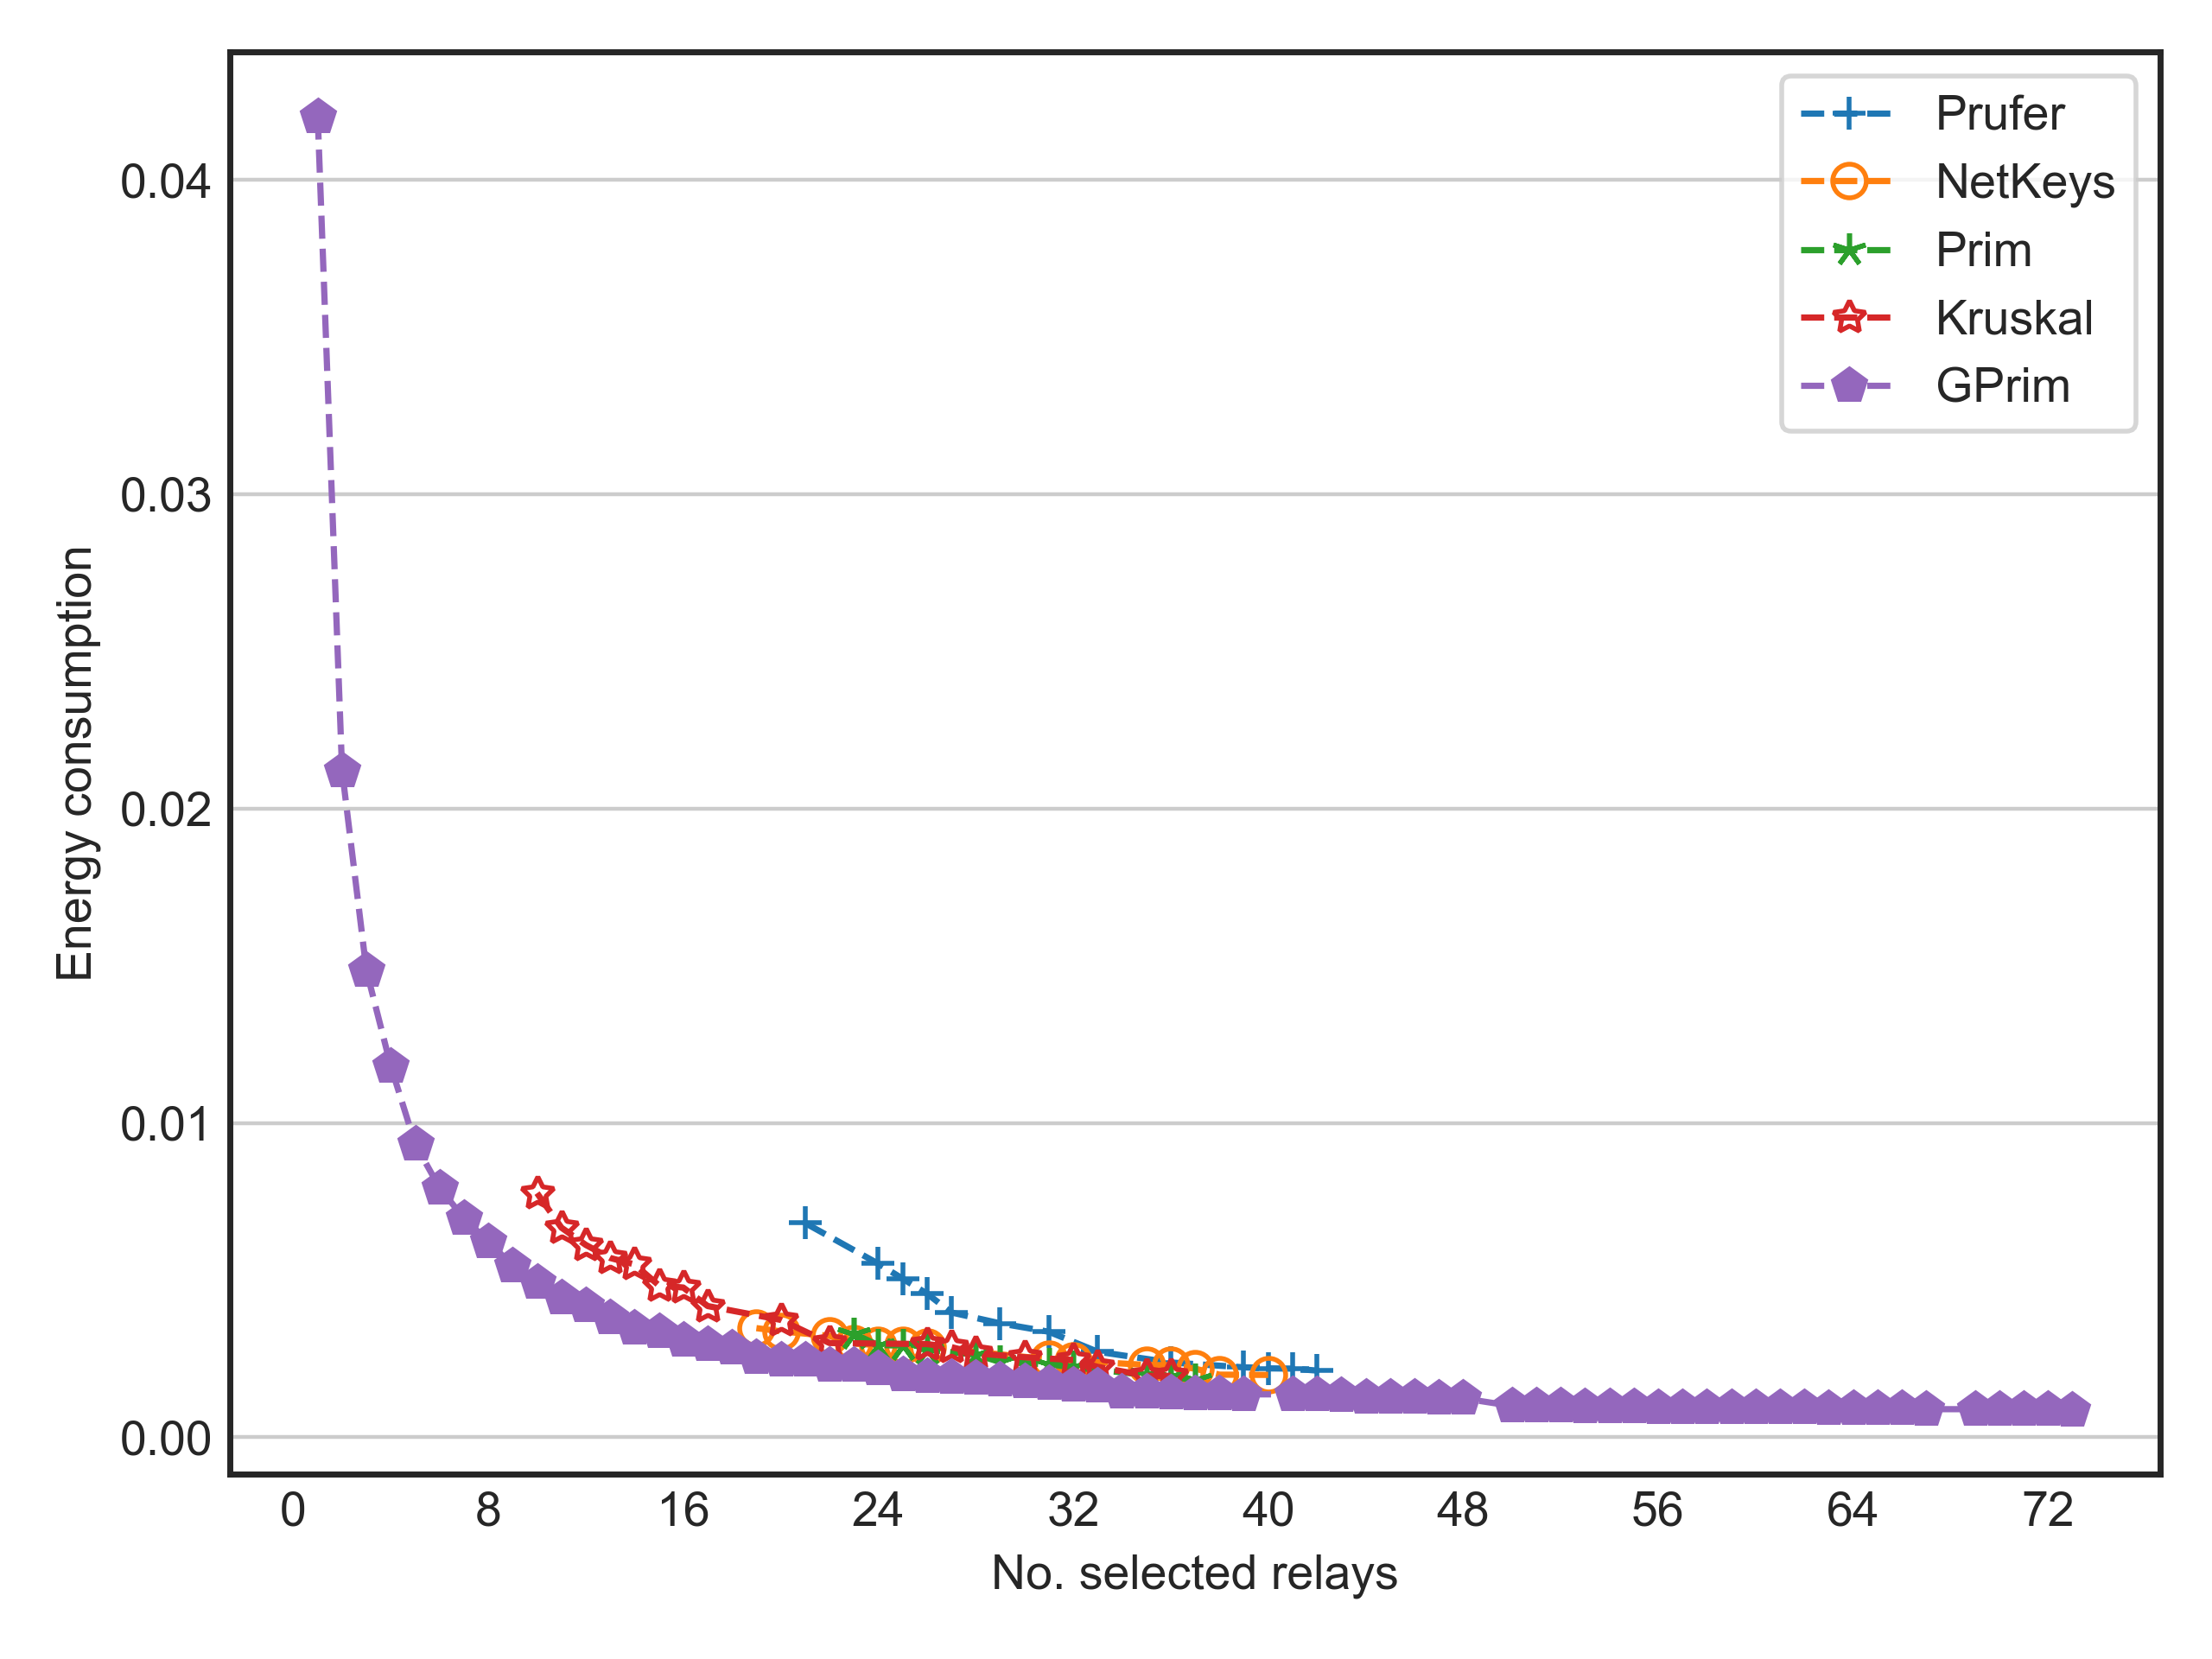 Prufer
NetKeys
Prim
Kruskal
GPrim
0.04
0.03
0.02
0.01
0.00
Energy consumption
0 8 16 24 32 40 48 56 64 72
No. selected relays